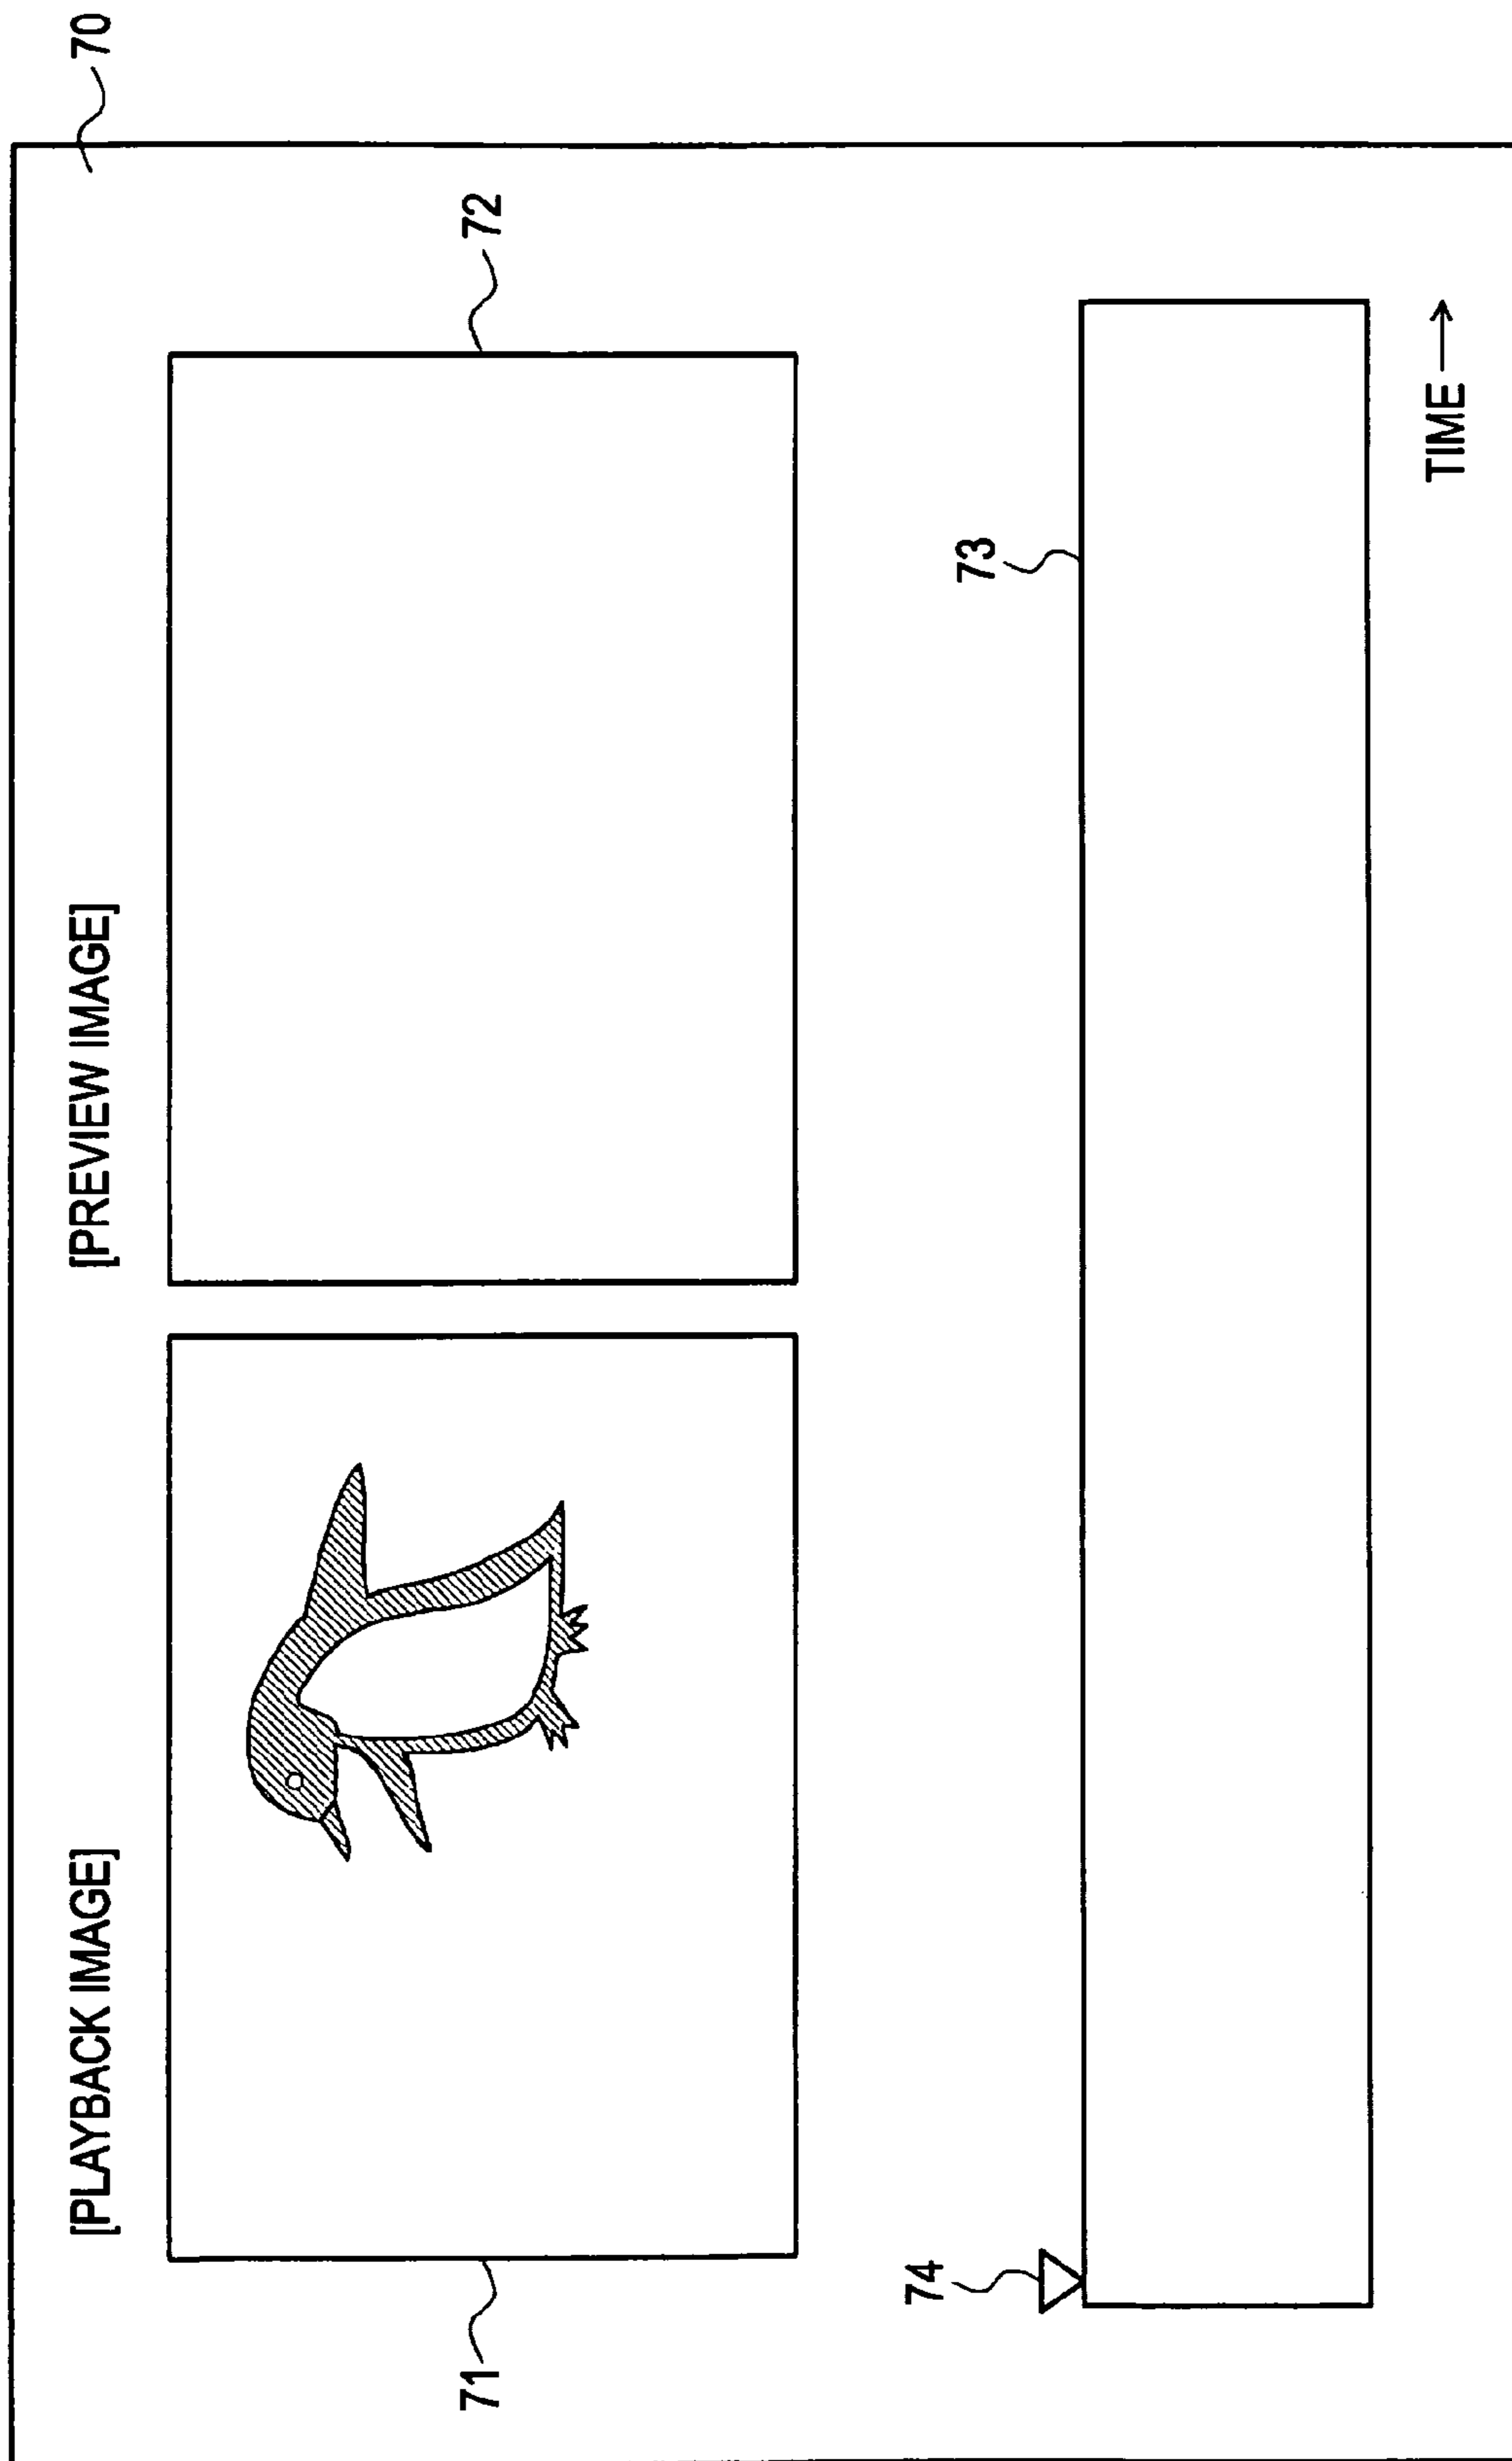 70
[PLAYBACK IMAGE]
[PREVIEW IMAGE]
71
72
73
74
TIME →